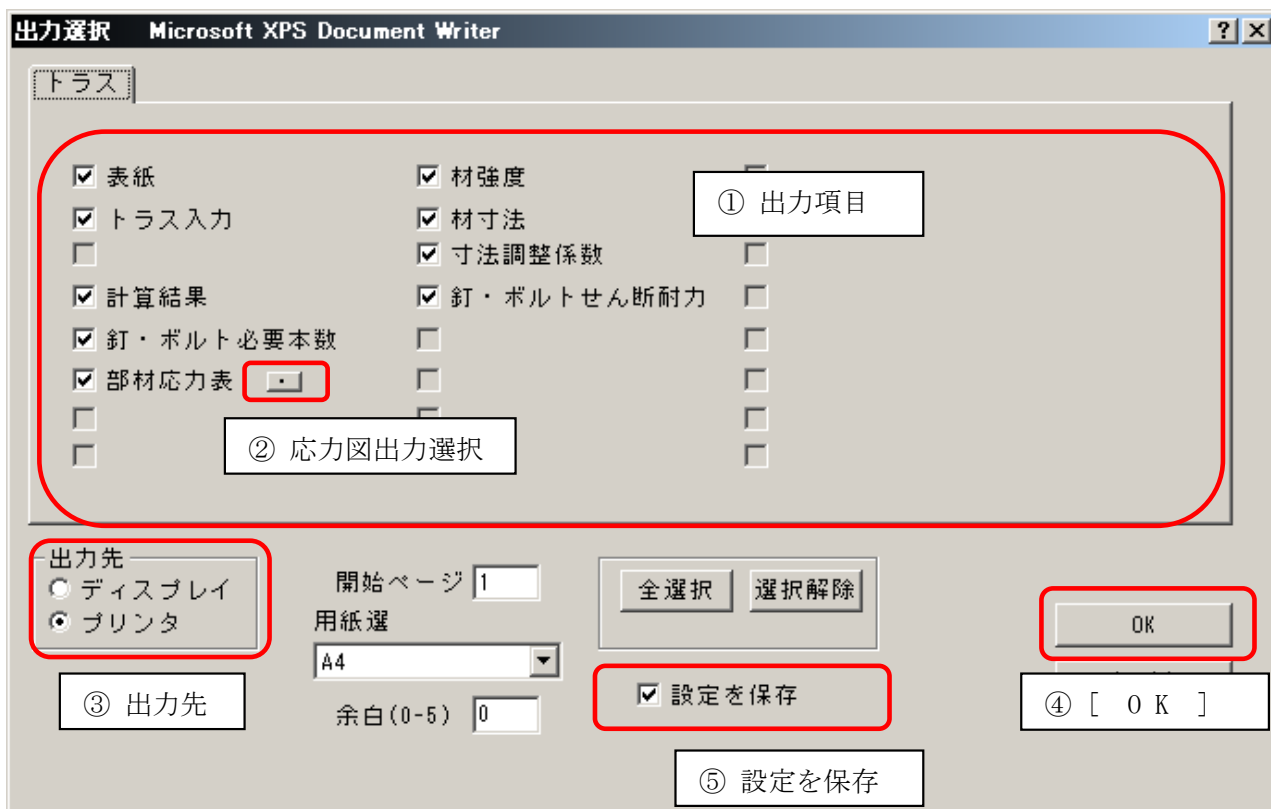 出力選択 Microsoft XPS Document Writer
トラス
表紙 材強度
① 出力項目
トラス入力 材寸法
寸法調整係数
計算結果 釘・ボルトせん断耐力
釘・ボルト必要本数
部材応力表 ・
② 応力図出力選択
出力先
ディスプレイ
プリンタ
③ 出力先
開始ページ 1
用紙選
A4
余白(0-5) 0
全選択 選択解除
設定を保存
⑤ 設定を保存
OK
④ [ OK ]